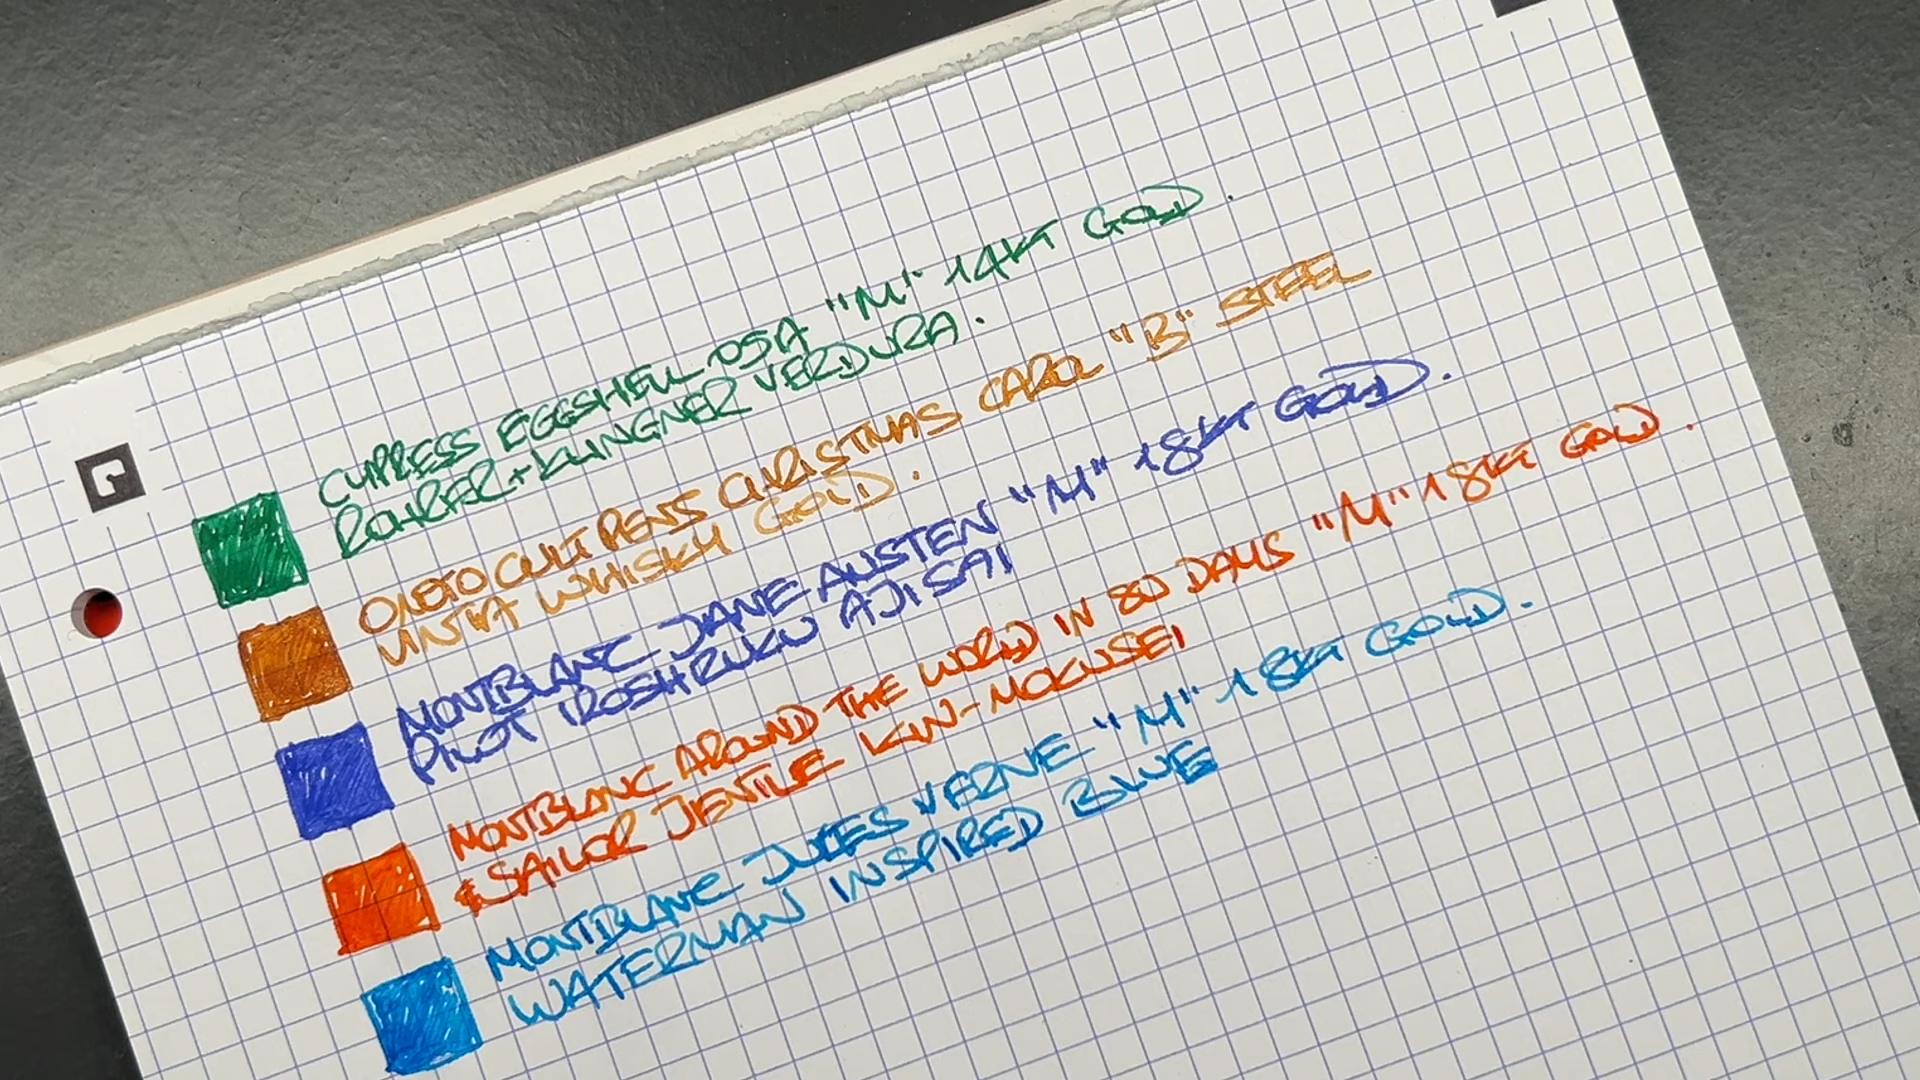 CYPRESS EGGSHELL OSA "M" 14KT GOLD.
ROHRER + KLINGNER VERDURA.
ONOTO CULT PENS CHRISTMAS CAROL "B" STEEL
VINTA WHISKY GOLD.
MONTBLANC JANE AUSTEN "M" 18KT GOLD.
PILOT IROSHIZUKU AJISAI
MONTBLANC AROUND THE WORLD IN 80 DAYS "M" 18KT GOLD.
SAILOR JENTLE KIN-MOKUSEI
MONTBLANC JULES VERNE "M" 18KT GOLD.
WATERMAN INSPIRED BLUE